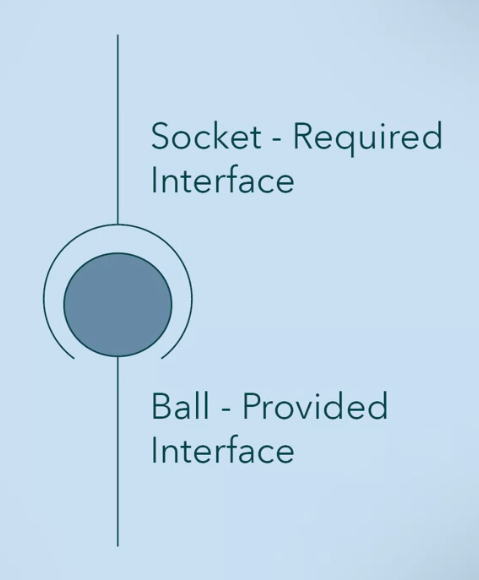 Socket - Required
Interface
Ball - Provided
Interface